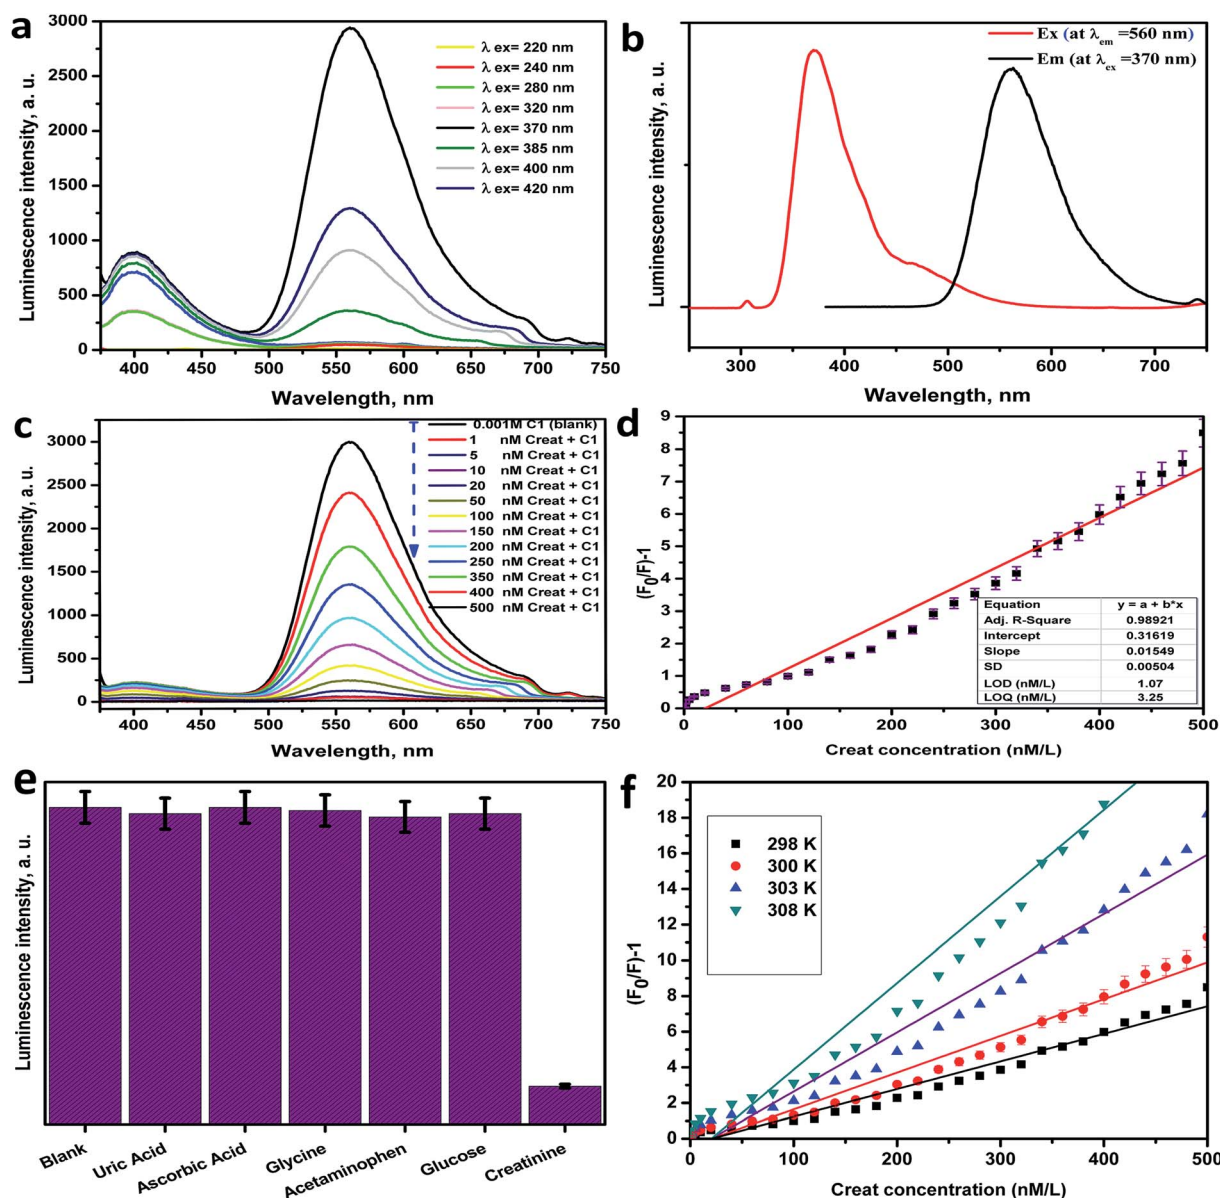 a
3000
2500
2000
1500
1000
500
0
Luminescence intensity, a. u.
λ ex= 220 nm
λ ex= 240 nm
λ ex= 280 nm
λ ex= 320 nm
λ ex= 370 nm
λ ex= 385 nm
λ ex= 400 nm
λ ex= 420 nm
400 450 500 550 600 650 700 750
Wavelength, nm
b
Luminescence intensity, a. u.
Ex (at λem =560 nm)
Em (at λex =370 nm)
300 400 500 600 700
Wavelength, nm
c
3000
2500
2000
1500
1000
500
0
Luminescence intensity, a. u.
0.001M C1 (blank)
1 nM Creat + C1
5 nM Creat + C1
10 nM Creat + C1
20 nM Creat + C1
50 nM Creat + C1
100 nM Creat + C1
150 nM Creat + C1
200 nM Creat + C1
250 nM Creat + C1
350 nM Creat + C1
400 nM Creat + C1
500 nM Creat + C1
400 450 500 550 600 650 700 750
Wavelength, nm
d
9
8
7
6
5
4
3
2
1
0
(F0/F)-1
Equation y = a + b*x
Adj. R-Square 0.98921
Intercept 0.31619
Slope 0.01549
SD 0.00504
LOD (nM/L) 1.07
LOQ (nM/L) 3.25
0 100 200 300 400 500
Creat concentration (nM/L)
e
Luminescence intensity, a. u.
Blank
Uric Acid
Ascorbic Acid
Glycine
Acetaminophen
Glucose
Creatinine
f
20
18
16
14
12
10
8
6
4
2
0
(F0/F)-1
298 K
300 K
303 K
308 K
0 100 200 300 400 500
Creat concentration (nM/L)